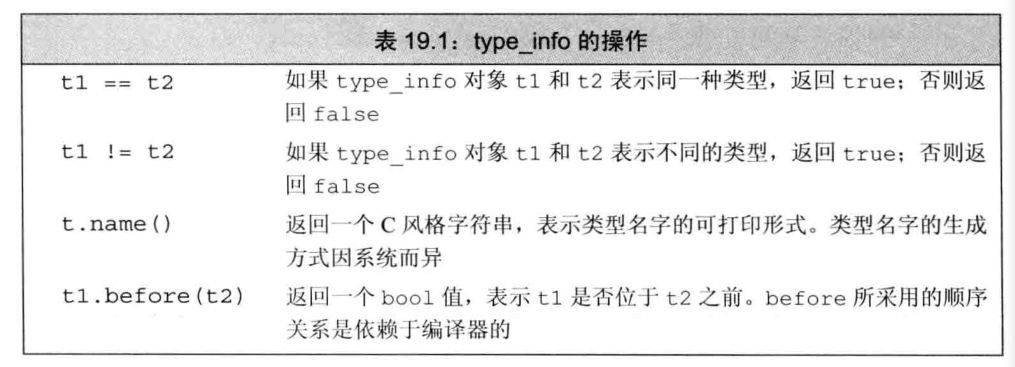 表 19.1：type_info 的操作
t1 == t2 如果 type_info 对象 t1 和 t2 表示同一种类型，返回 true；否则返
回 false
t1 != t2 如果 type_info 对象 t1 和 t2 表示不同的类型，返回 true；否则返
回 false
t.name() 返回一个 C 风格字符串，表示类型名字的可打印形式。类型名字的生成
方式因系统而异
t1.before(t2) 返回一个 bool 值，表示 t1 是否位于 t2 之前。before 所采用的顺序
关系是依赖于编译器的